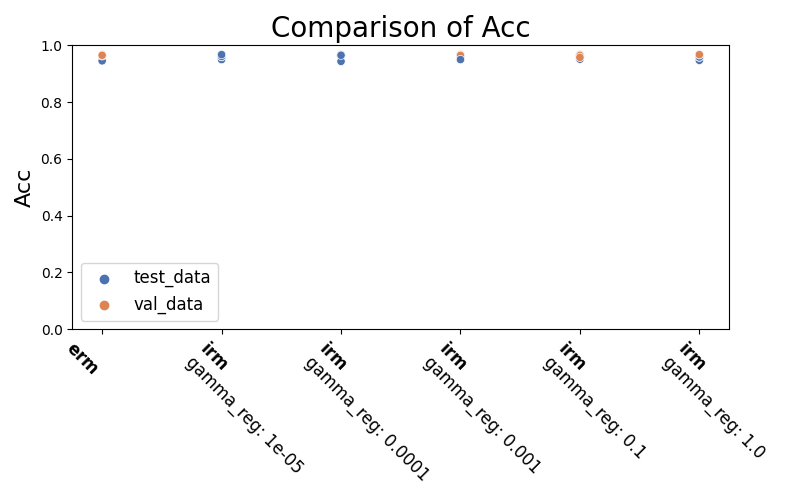 Comparison of Acc
Acc
1.0
0.8
0.6
0.4
0.2
0.0
test_data
val_data
erm
irm
gamma_reg: 1e-05
irm
gamma_reg: 0.0001
irm
gamma_reg: 0.001
irm
gamma_reg: 0.1
irm
gamma_reg: 1.0